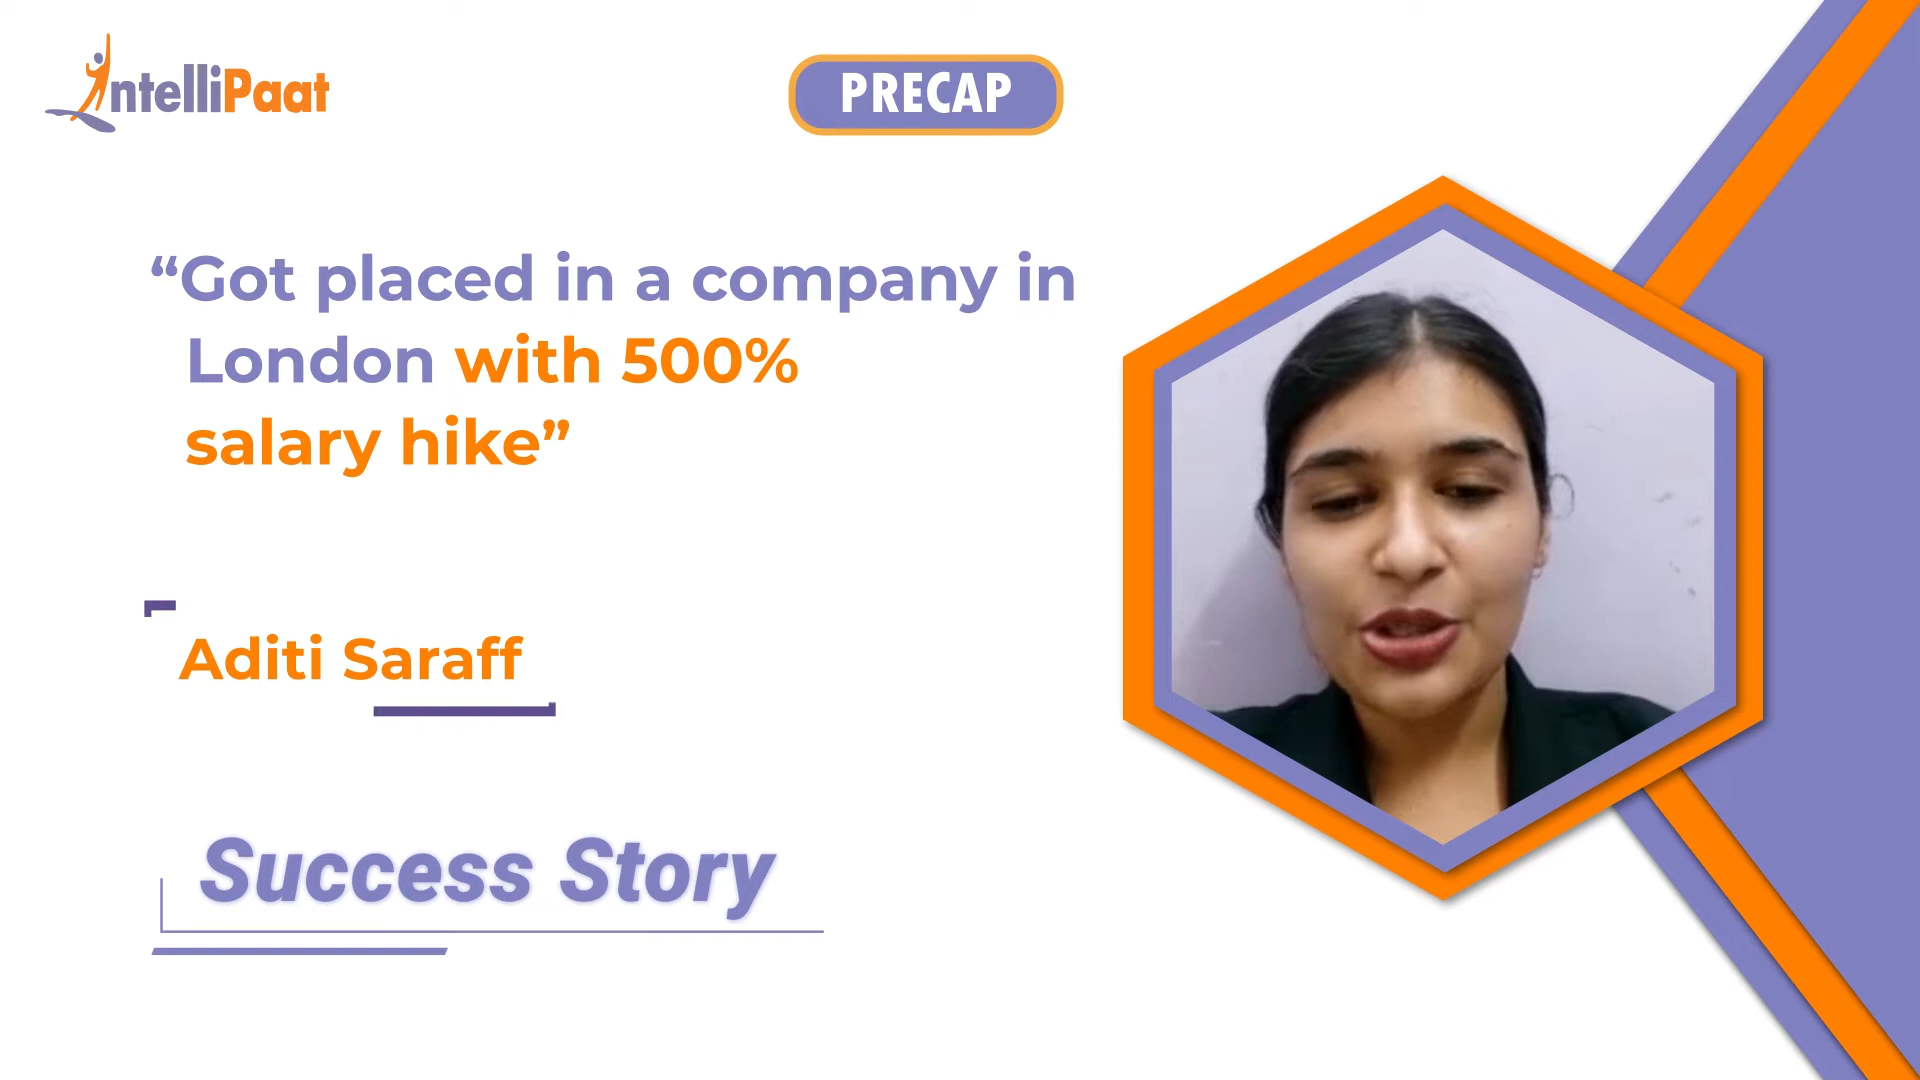 IntelliPaat
PRECAP
“Got placed in a company in
London with 500%
salary hike”
Aditi Saraff
Success Story